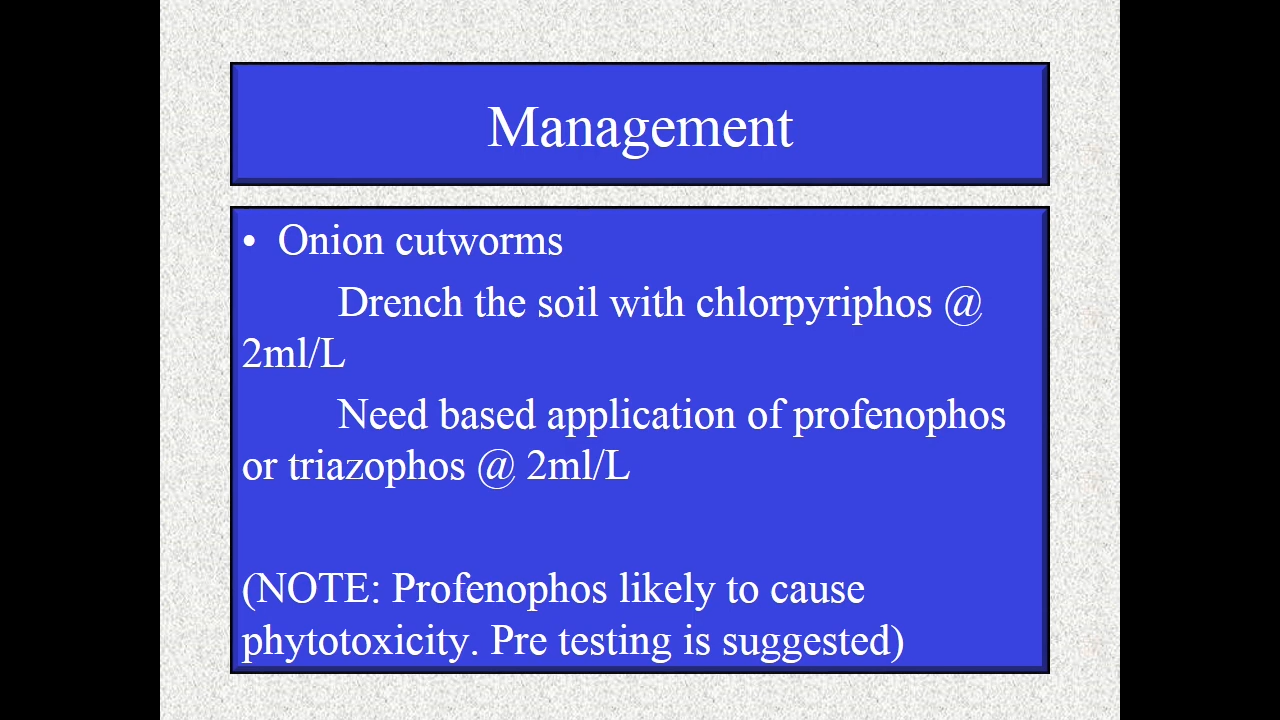 Management
• Onion cutworms
Drench the soil with chlorpyriphos @
2ml/L
Need based application of profenophos
or triazophos @ 2ml/L
(NOTE: Profenophos likely to cause
phytotoxicity. Pre testing is suggested)